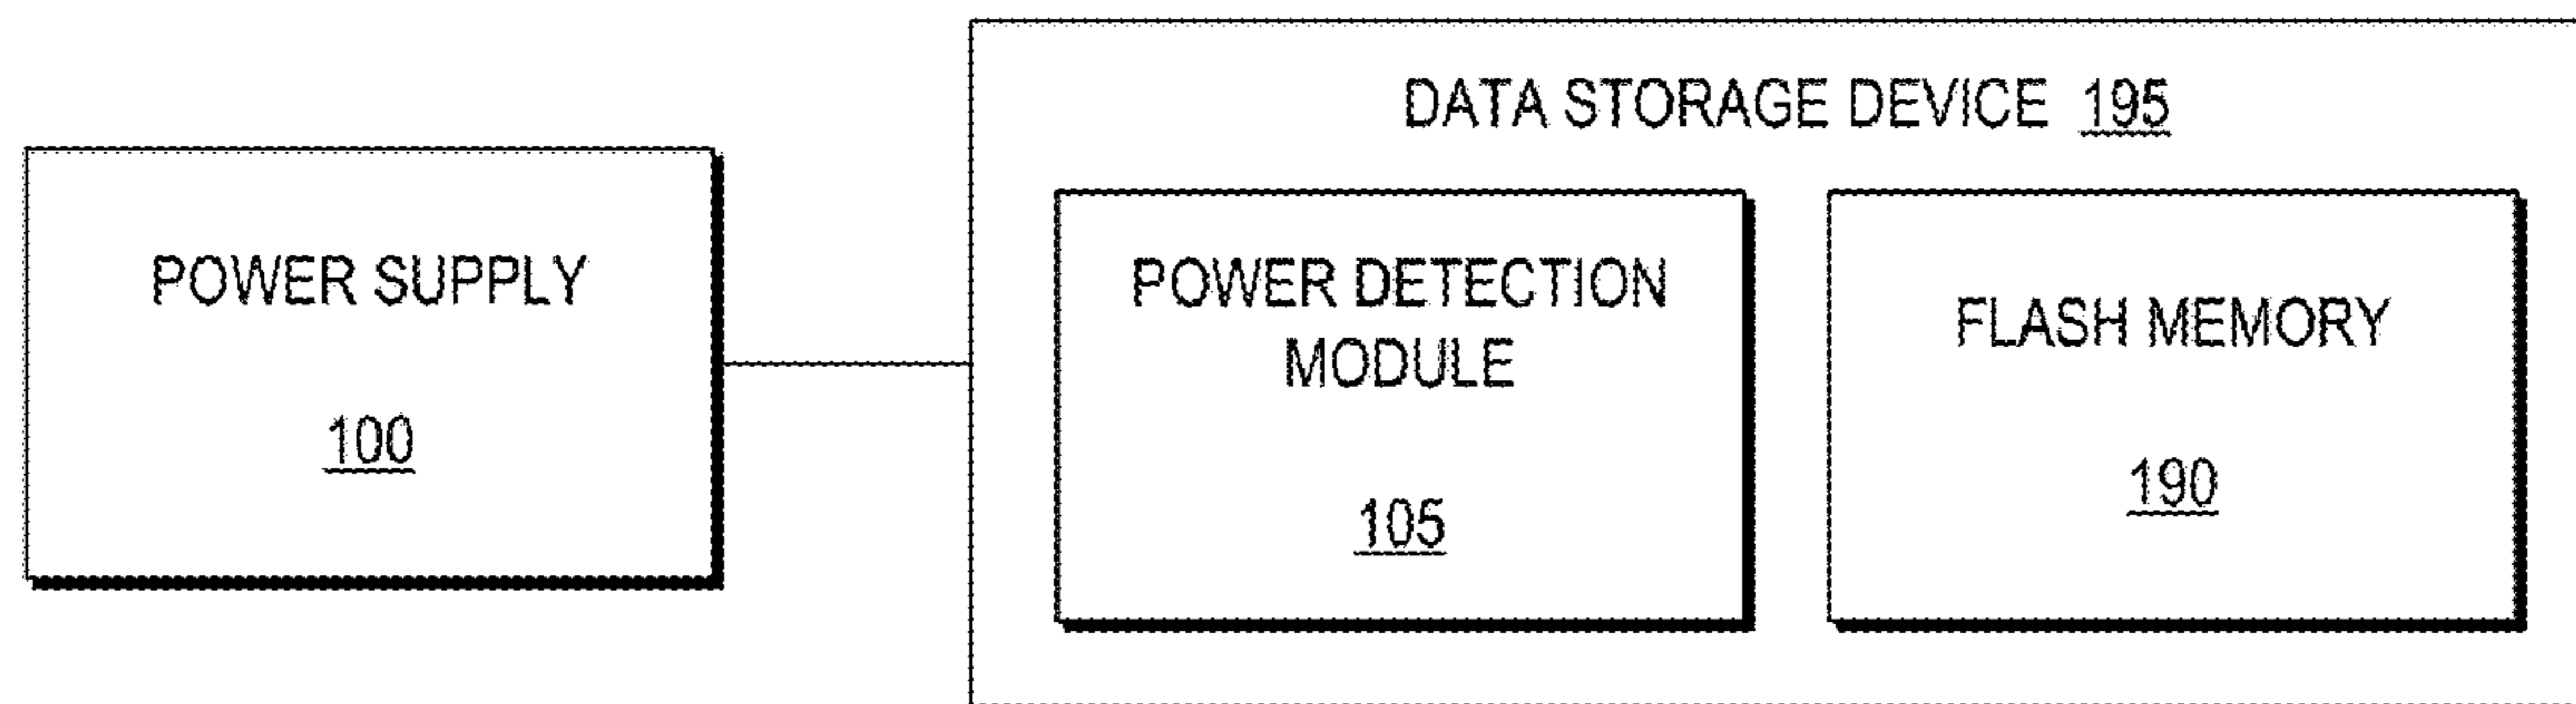 DATA STORAGE DEVICE 195
POWER SUPPLY
100
POWER DETECTION
MODULE
105
FLASH MEMORY
190